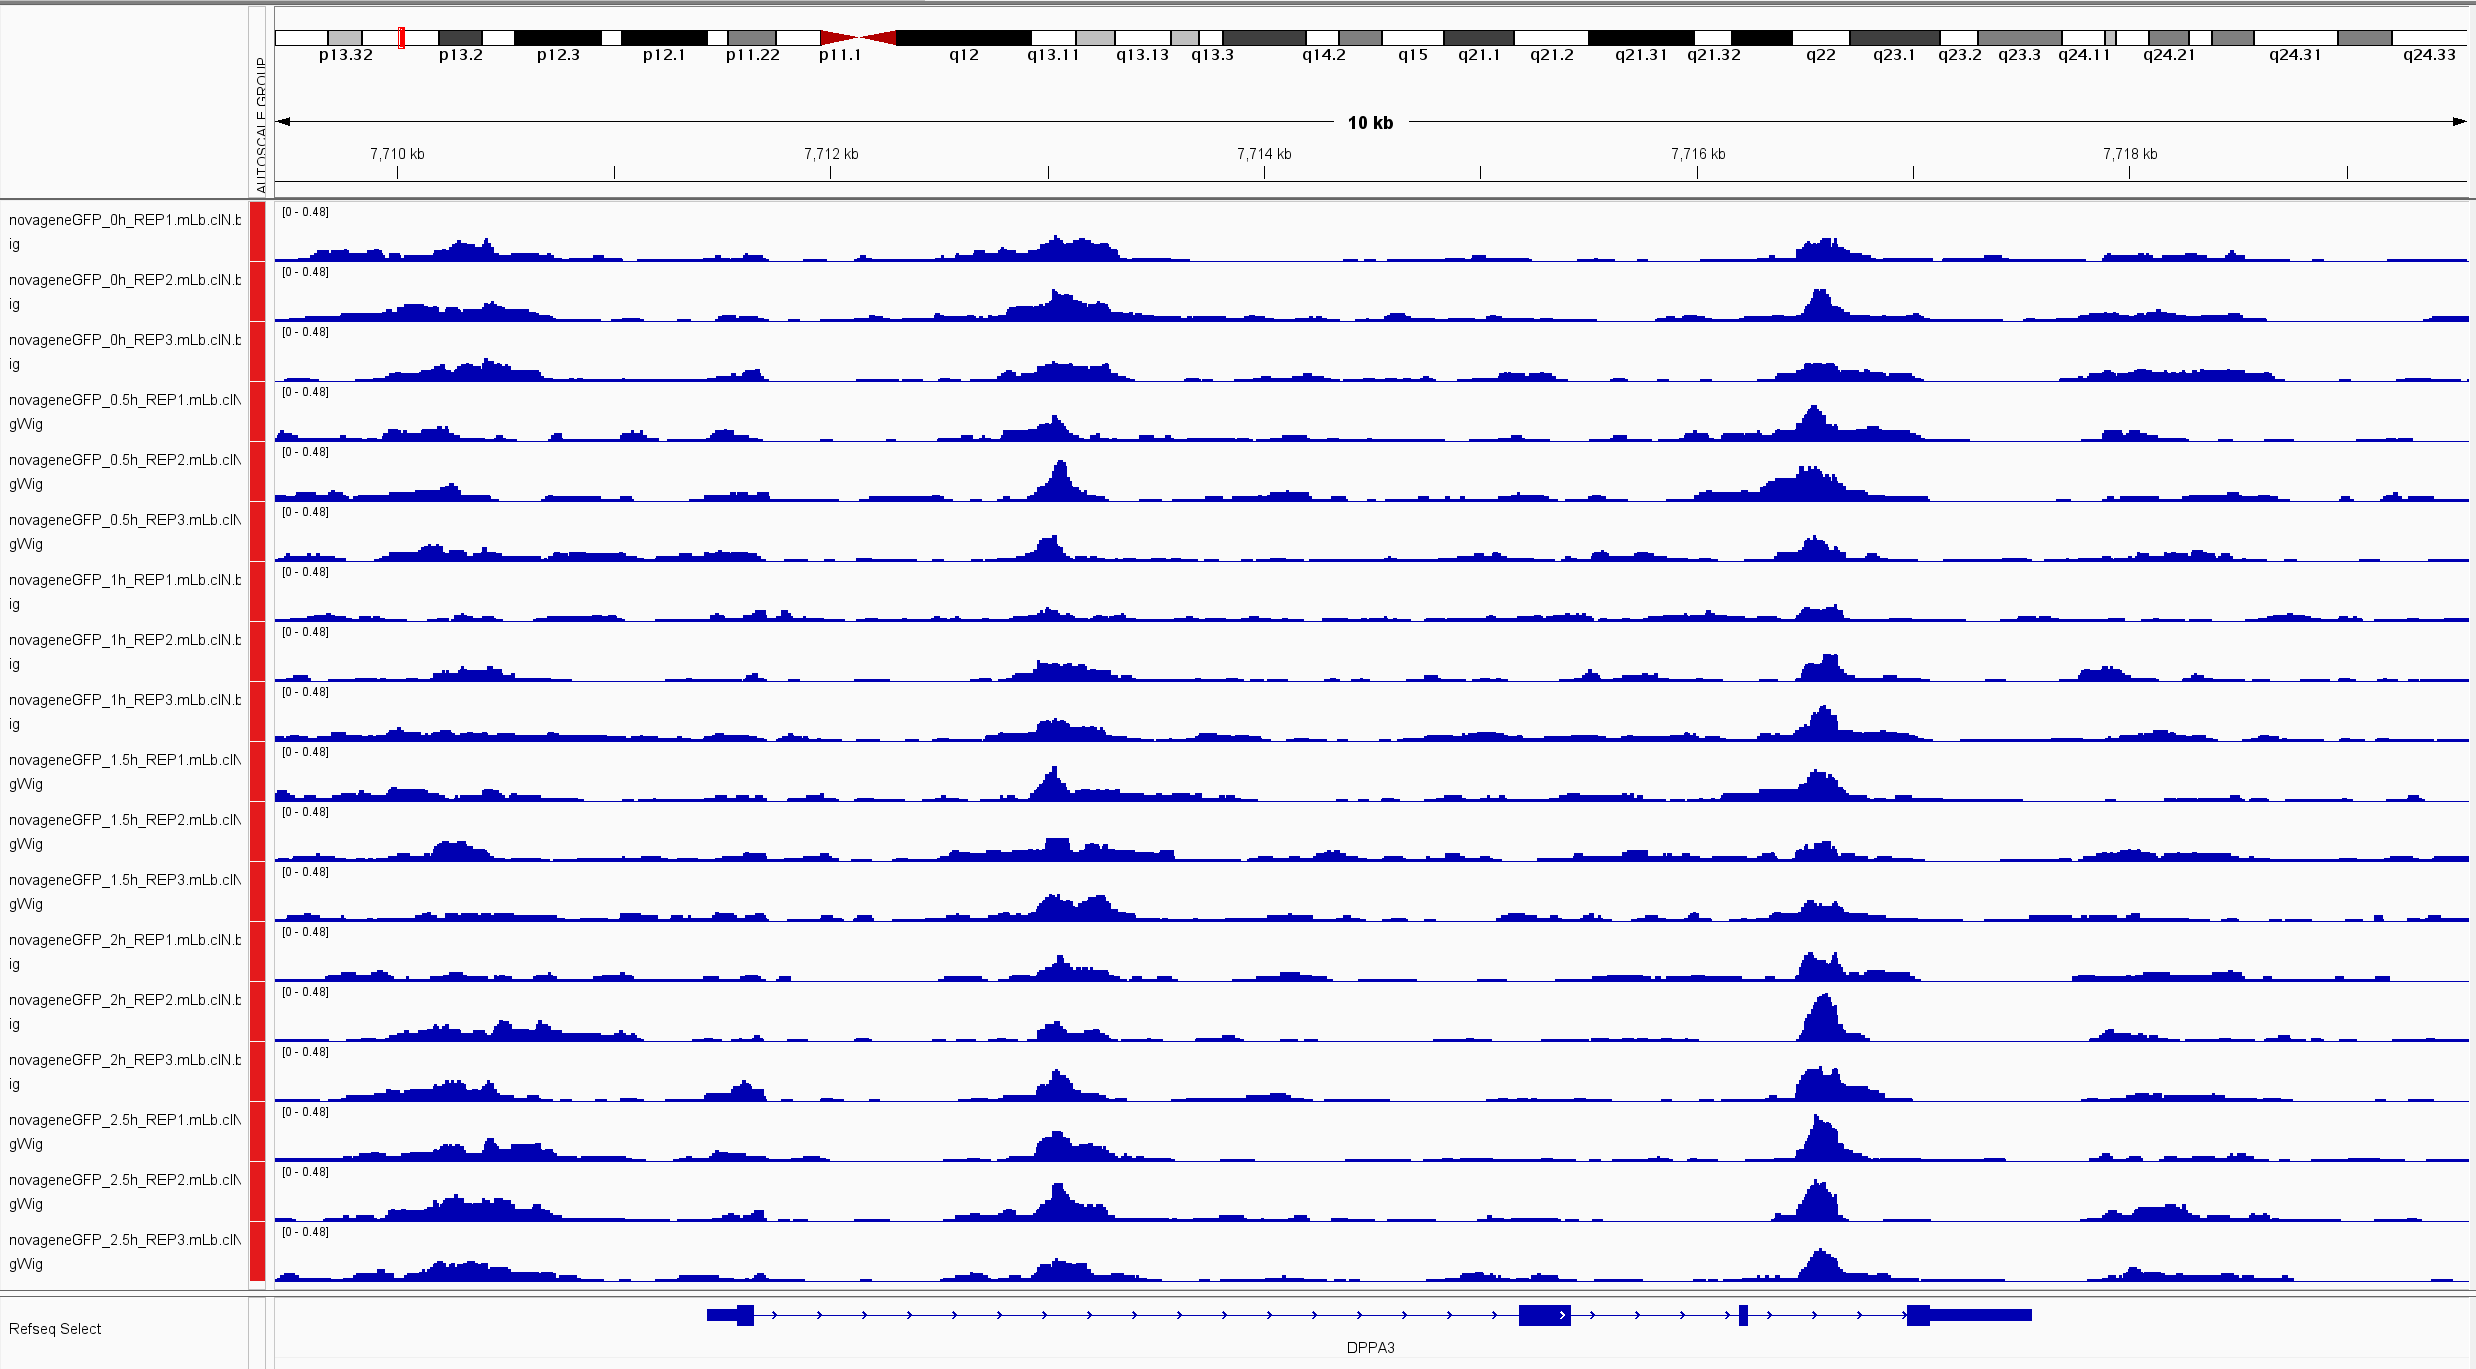 p13.32 p13.2 p12.3 p12.1 p11.22 p11.1 q12 q13.11 q13.13 q13.3 q14.2 q15 q21.1 q21.2 q21.31 q21.32 q22 q23.1 q23.2 q23.3 q24.11 q24.21 q24.31 q24.33
AUTOSCALE GROUP
10 kb
7,710 kb 7,712 kb 7,714 kb 7,716 kb 7,718 kb
[0 - 0.48]
novageneGFP_0h_REP1.mLb.clN.b
ig
[0 - 0.48]
novageneGFP_0h_REP2.mLb.clN.b
ig
[0 - 0.48]
novageneGFP_0h_REP3.mLb.clN.b
ig
[0 - 0.48]
novageneGFP_0.5h_REP1.mLb.clN
gWig
[0 - 0.48]
novageneGFP_0.5h_REP2.mLb.clN
gWig
[0 - 0.48]
novageneGFP_0.5h_REP3.mLb.clN
gWig
[0 - 0.48]
novageneGFP_1h_REP1.mLb.clN.b
ig
[0 - 0.48]
novageneGFP_1h_REP2.mLb.clN.b
ig
[0 - 0.48]
novageneGFP_1h_REP3.mLb.clN.b
ig
[0 - 0.48]
novageneGFP_1.5h_REP1.mLb.clN
gWig
[0 - 0.48]
novageneGFP_1.5h_REP2.mLb.clN
gWig
[0 - 0.48]
novageneGFP_1.5h_REP3.mLb.clN
gWig
[0 - 0.48]
novageneGFP_2h_REP1.mLb.clN.b
ig
[0 - 0.48]
novageneGFP_2h_REP2.mLb.clN.b
ig
[0 - 0.48]
novageneGFP_2h_REP3.mLb.clN.b
ig
[0 - 0.48]
novageneGFP_2.5h_REP1.mLb.clN
gWig
[0 - 0.48]
novageneGFP_2.5h_REP2.mLb.clN
gWig
[0 - 0.48]
novageneGFP_2.5h_REP3.mLb.clN
gWig
Refseq Select
DPPA3